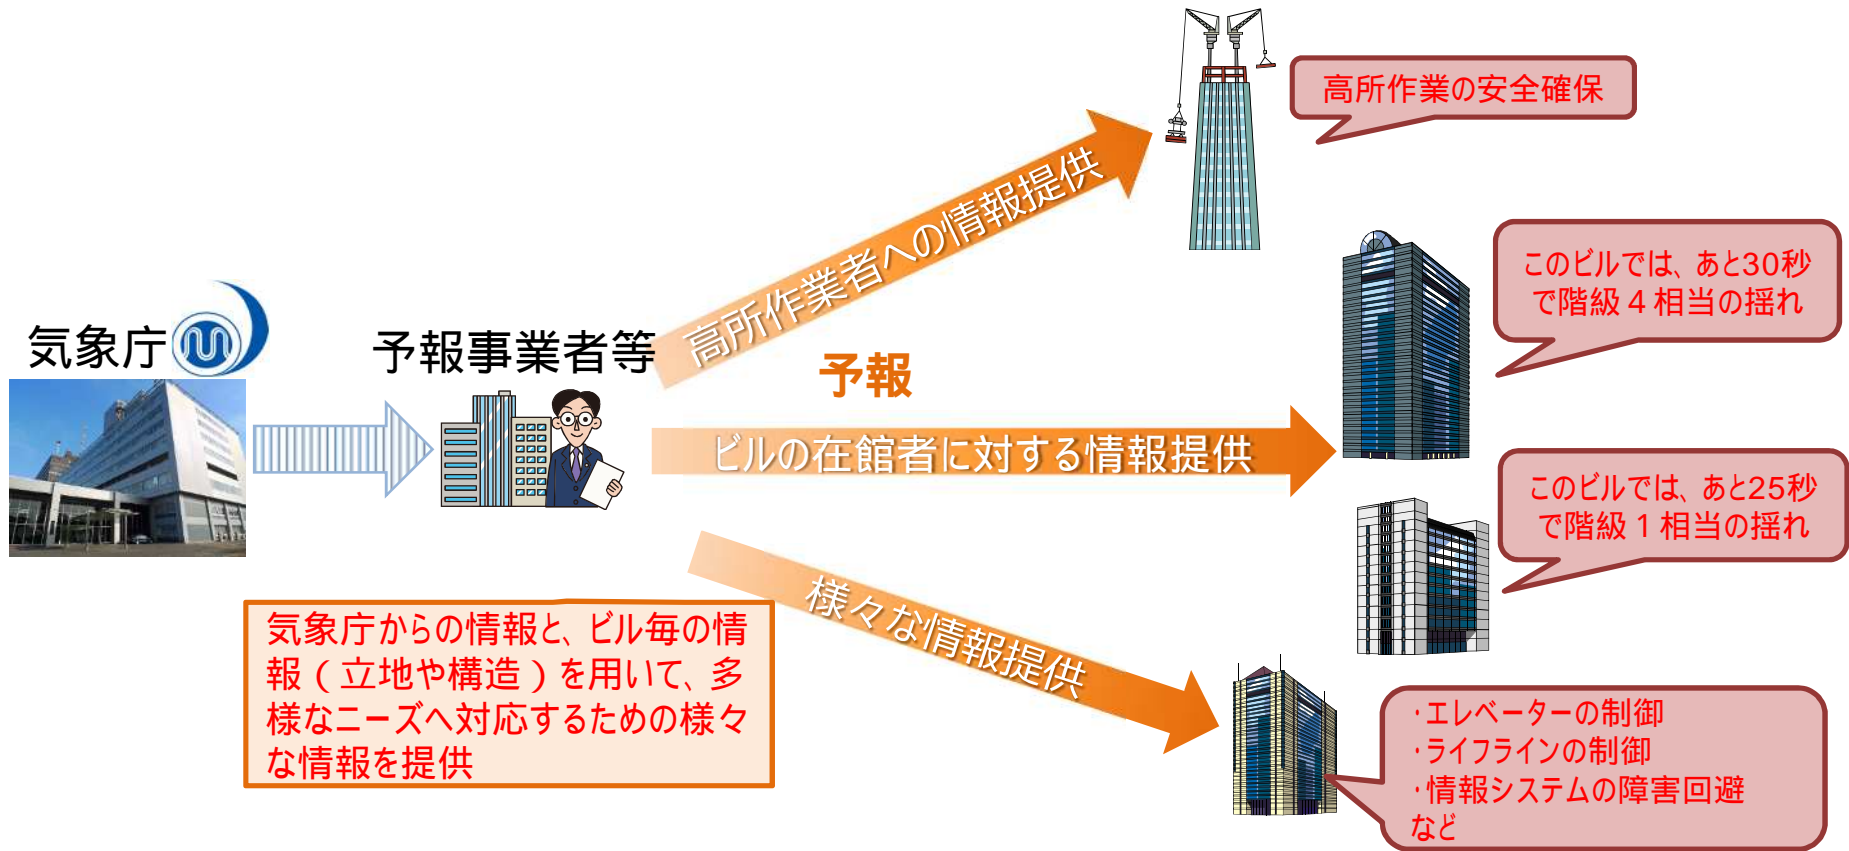 気象庁
予報事業者等
高所作業者への情報提供
高所作業の安全確保
予報
ビルの在館者に対する情報提供
このビルでは、あと30秒
で階級４相当の揺れ
このビルでは、あと25秒
で階級１相当の揺れ
様々な情報提供
・エレベーターの制御
・ライフラインの制御
・情報システムの障害回避
など
気象庁からの情報と、ビル毎の情
報（立地や構造）を用いて、多
様なニーズへ対応するための様々
な情報を提供